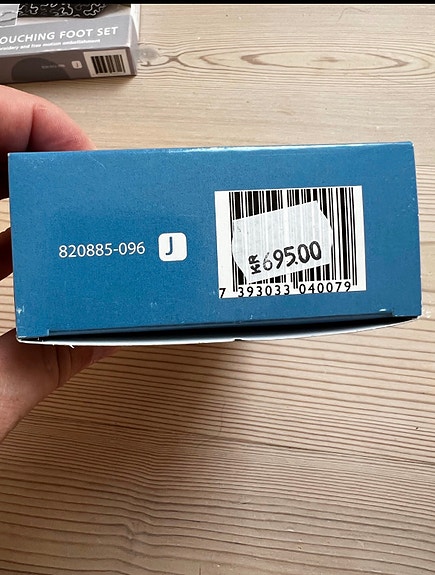 OUCHING FOOT SET
820885-096 J
KR 695.00
7 393033 040079
J